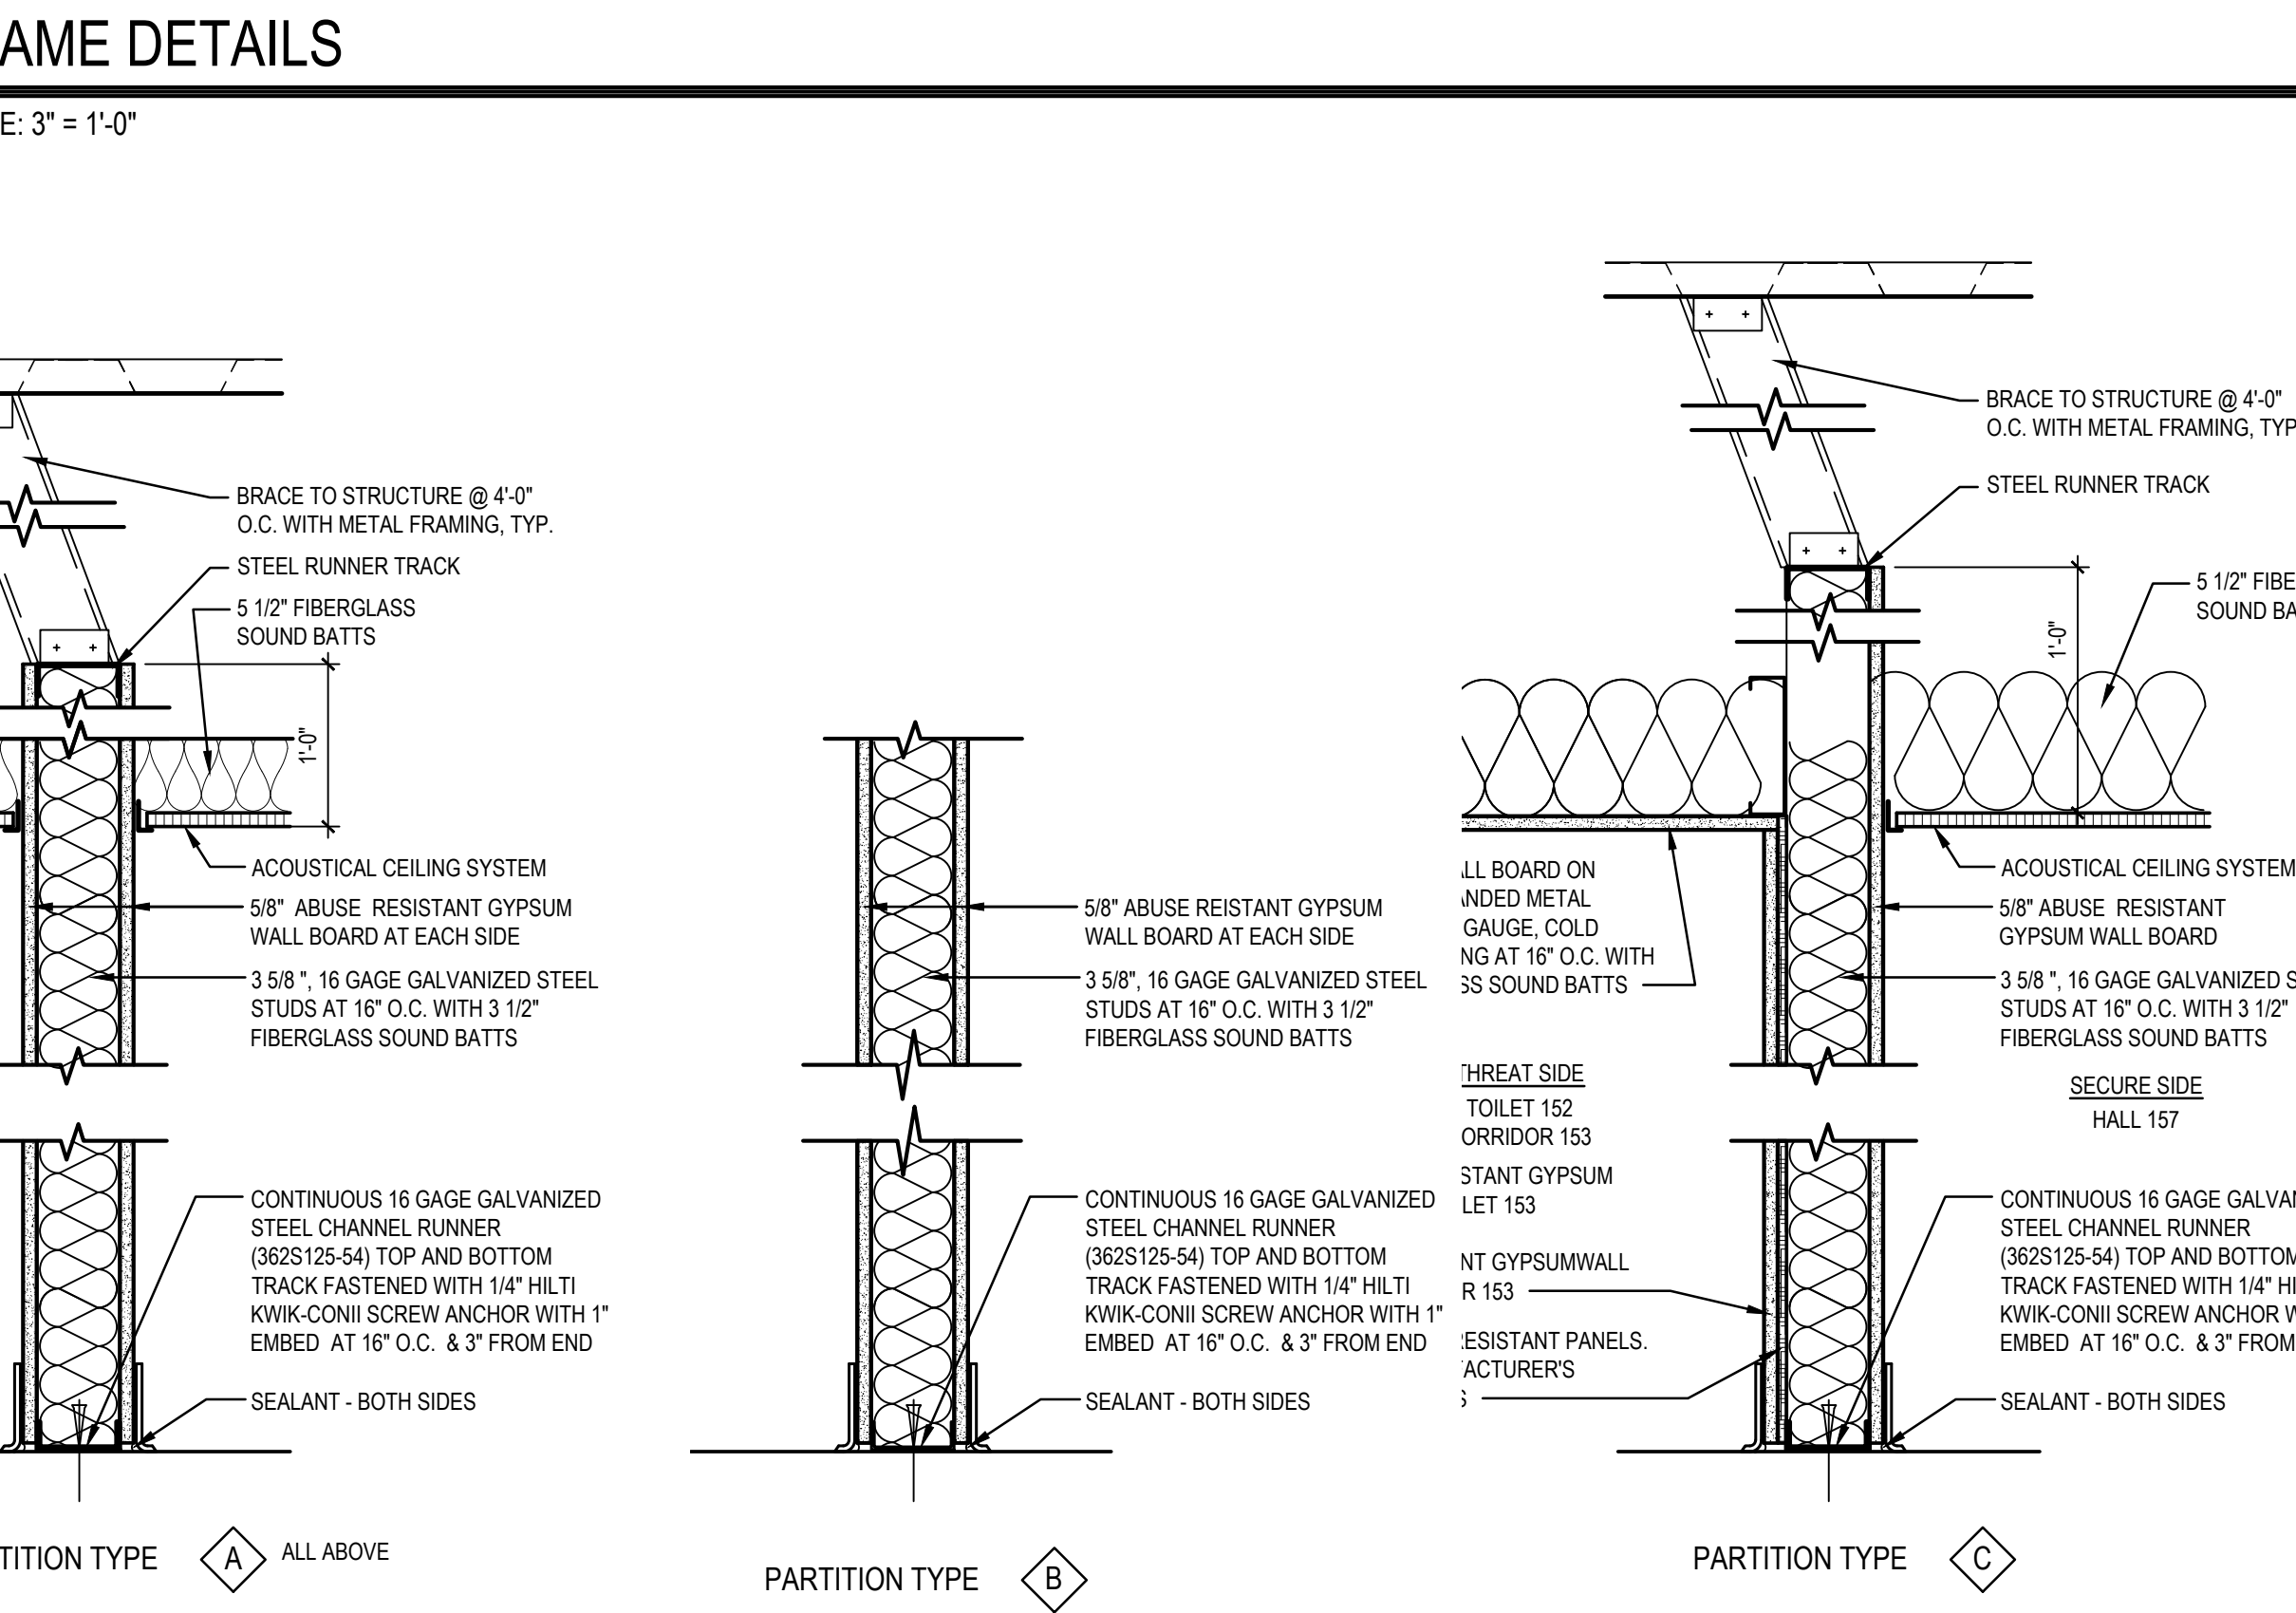 AME DETAILS
E: 3" = 1'-0"
BRACE TO STRUCTURE @ 4'-0"
O.C. WITH METAL FRAMING, TYP.
STEEL RUNNER TRACK
5 1/2" FIBERGLASS
SOUND BATTS
1'-0"
ACOUSTICAL CEILING SYSTEM
5/8" ABUSE RESISTANT GYPSUM
WALL BOARD AT EACH SIDE
3 5/8 ", 16 GAGE GALVANIZED STEEL
STUDS AT 16" O.C. WITH 3 1/2"
FIBERGLASS SOUND BATTS
CONTINUOUS 16 GAGE GALVANIZED
STEEL CHANNEL RUNNER
(362S125-54) TOP AND BOTTOM
TRACK FASTENED WITH 1/4" HILTI
KWIK-CONII SCREW ANCHOR WITH 1"
EMBED AT 16" O.C. & 3" FROM END
SEALANT - BOTH SIDES
TITION TYPE A ALL ABOVE
5/8" ABUSE REISTANT GYPSUM
WALL BOARD AT EACH SIDE
3 5/8", 16 GAGE GALVANIZED STEEL
STUDS AT 16" O.C. WITH 3 1/2"
FIBERGLASS SOUND BATTS
CONTINUOUS 16 GAGE GALVANIZED
STEEL CHANNEL RUNNER
(362S125-54) TOP AND BOTTOM
TRACK FASTENED WITH 1/4" HILTI
KWIK-CONII SCREW ANCHOR WITH 1"
EMBED AT 16" O.C. & 3" FROM END
SEALANT - BOTH SIDES
PARTITION TYPE B
LL BOARD ON
NDED METAL
GAUGE, COLD
NG AT 16" O.C. WITH
SS SOUND BATTS
THREAT SIDE
TOILET 152
ORRIDOR 153
STANT GYPSUM
LET 153
NT GYPSUMWALL
R 153
ESISTANT PANELS.
ACTURER'S
S
BRACE TO STRUCTURE @ 4'-0"
O.C. WITH METAL FRAMING, TYP
STEEL RUNNER TRACK
5 1/2" FIBE
SOUND BA
1'-0"
ACOUSTICAL CEILING SYSTEM
5/8" ABUSE RESISTANT
GYPSUM WALL BOARD
3 5/8 ", 16 GAGE GALVANIZED S
STUDS AT 16" O.C. WITH 3 1/2"
FIBERGLASS SOUND BATTS
SECURE SIDE
HALL 157
CONTINUOUS 16 GAGE GALVAN
STEEL CHANNEL RUNNER
(362S125-54) TOP AND BOTTOM
TRACK FASTENED WITH 1/4" HI
KWIK-CONII SCREW ANCHOR W
EMBED AT 16" O.C. & 3" FROM
SEALANT - BOTH SIDES
PARTITION TYPE C